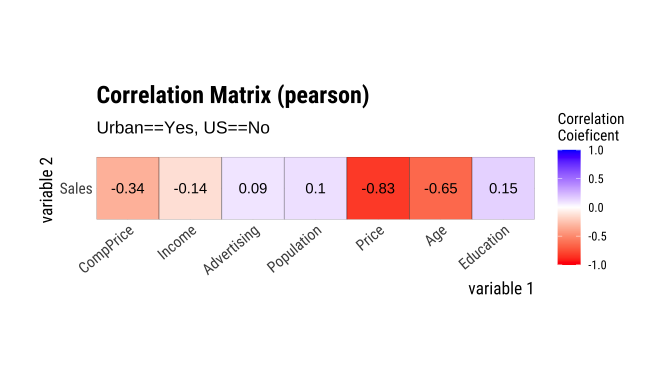 Correlation Matrix (pearson)
Urban==Yes, US==No
Correlation
Coieficent
1.0
0.5
0.0
-0.5
-1.0
variable 2
Sales
-0.34 -0.14 0.09 0.1 -0.83 -0.65 0.15
CompPrice Income Advertising Population Price Age Education
variable 1